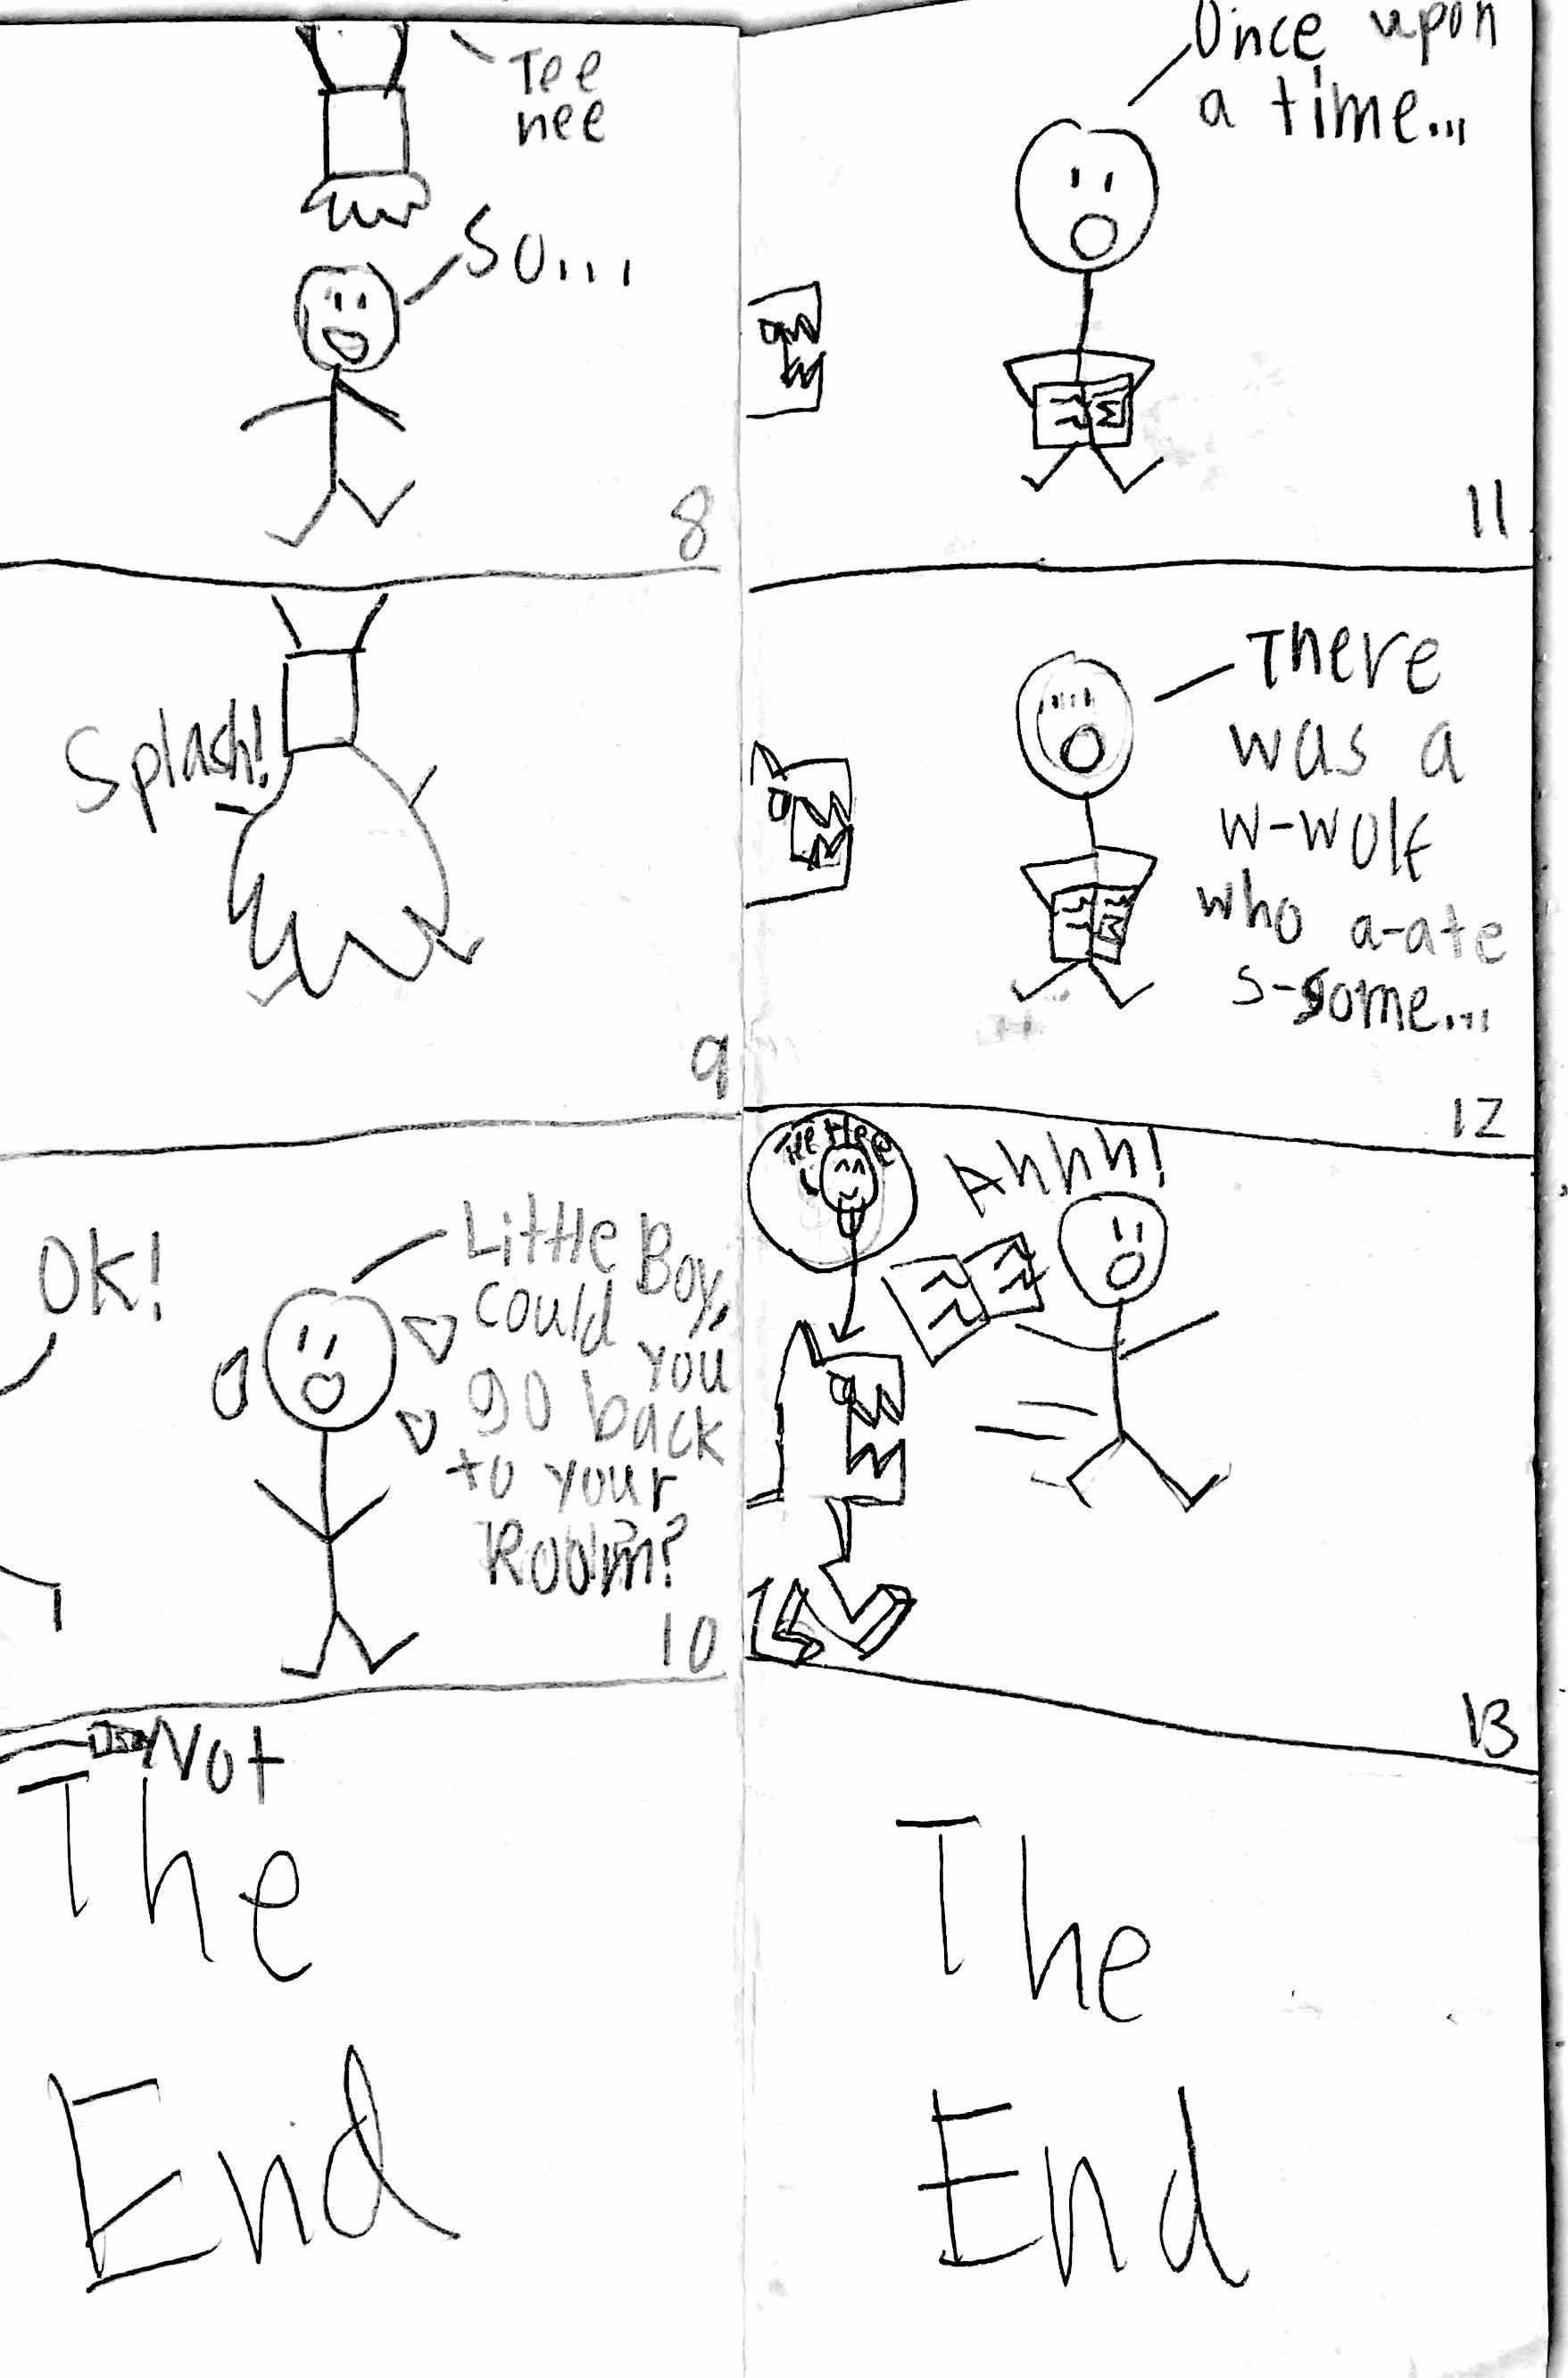 Tee
hee
So...
8
Splash!
9
OK!
Little Boy,
could you
go back
to your
Room?
10
Not
The
End
Once upon
a time...
11
There
was a
w-wolf
who a-ate
s-some...
12
Tee Hee
Ahhh!
13
The
End